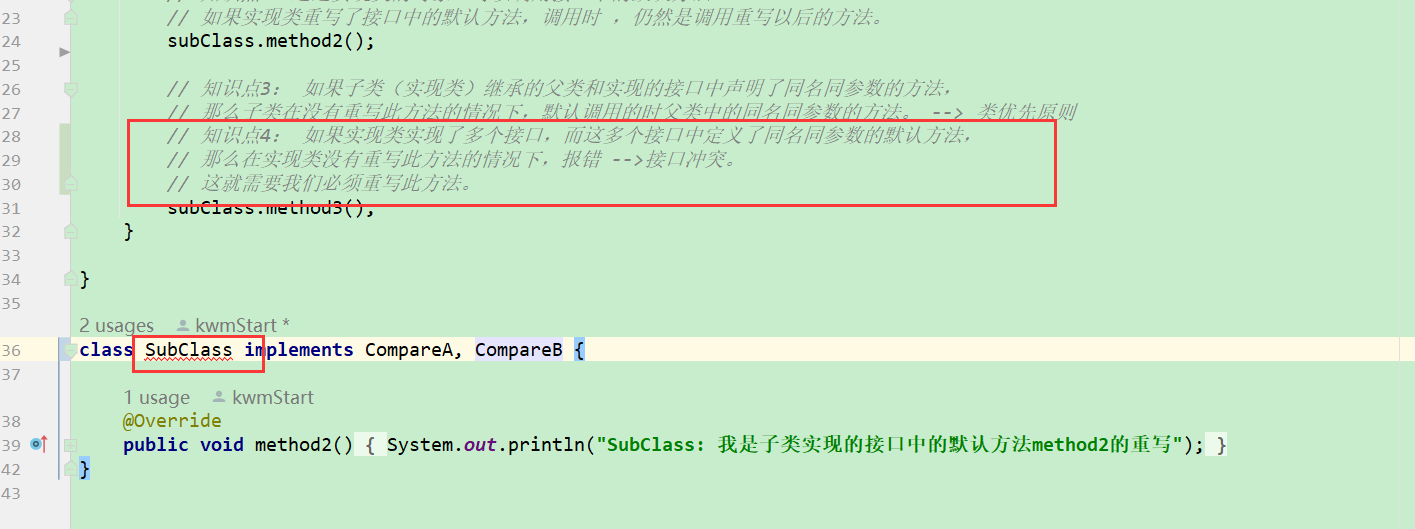 23 // 如果实现类重写了接口中的默认方法，调用时 ，仍然是调用重写以后的方法。
24 subClass.method2();
25
26 // 知识点3： 如果子类（实现类）继承的父类和实现的接口中声明了同名同参数的方法，
27 // 那么子类在没有重写此方法的情况下，默认调用的时父类中的同名同参数的方法。 --> 类优先原则
28 // 知识点4： 如果实现类实现了多个接口，而这多个接口中定义了同名同参数的默认方法，
29 // 那么在实现类没有重写此方法的情况下，报错 -->接口冲突。
30 // 这就需要我们必须重写此方法。
31 subClass.method3();
32 }
33
34 }
35
2 usages kwmStart *
36 class SubClass implements CompareA, CompareB {
37
1 usage kwmStart
38 @Override
39 public void method2() { System.out.println("SubClass: 我是子类实现的接口中的默认方法method2的重写"); }
42 }
43